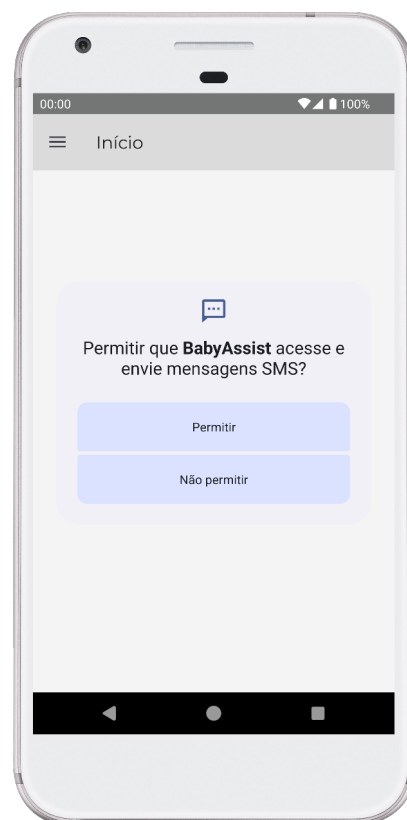 00:00
100%
Início
Permitir que BabyAssist acesse e
envie mensagens SMS?
Permitir
Não permitir